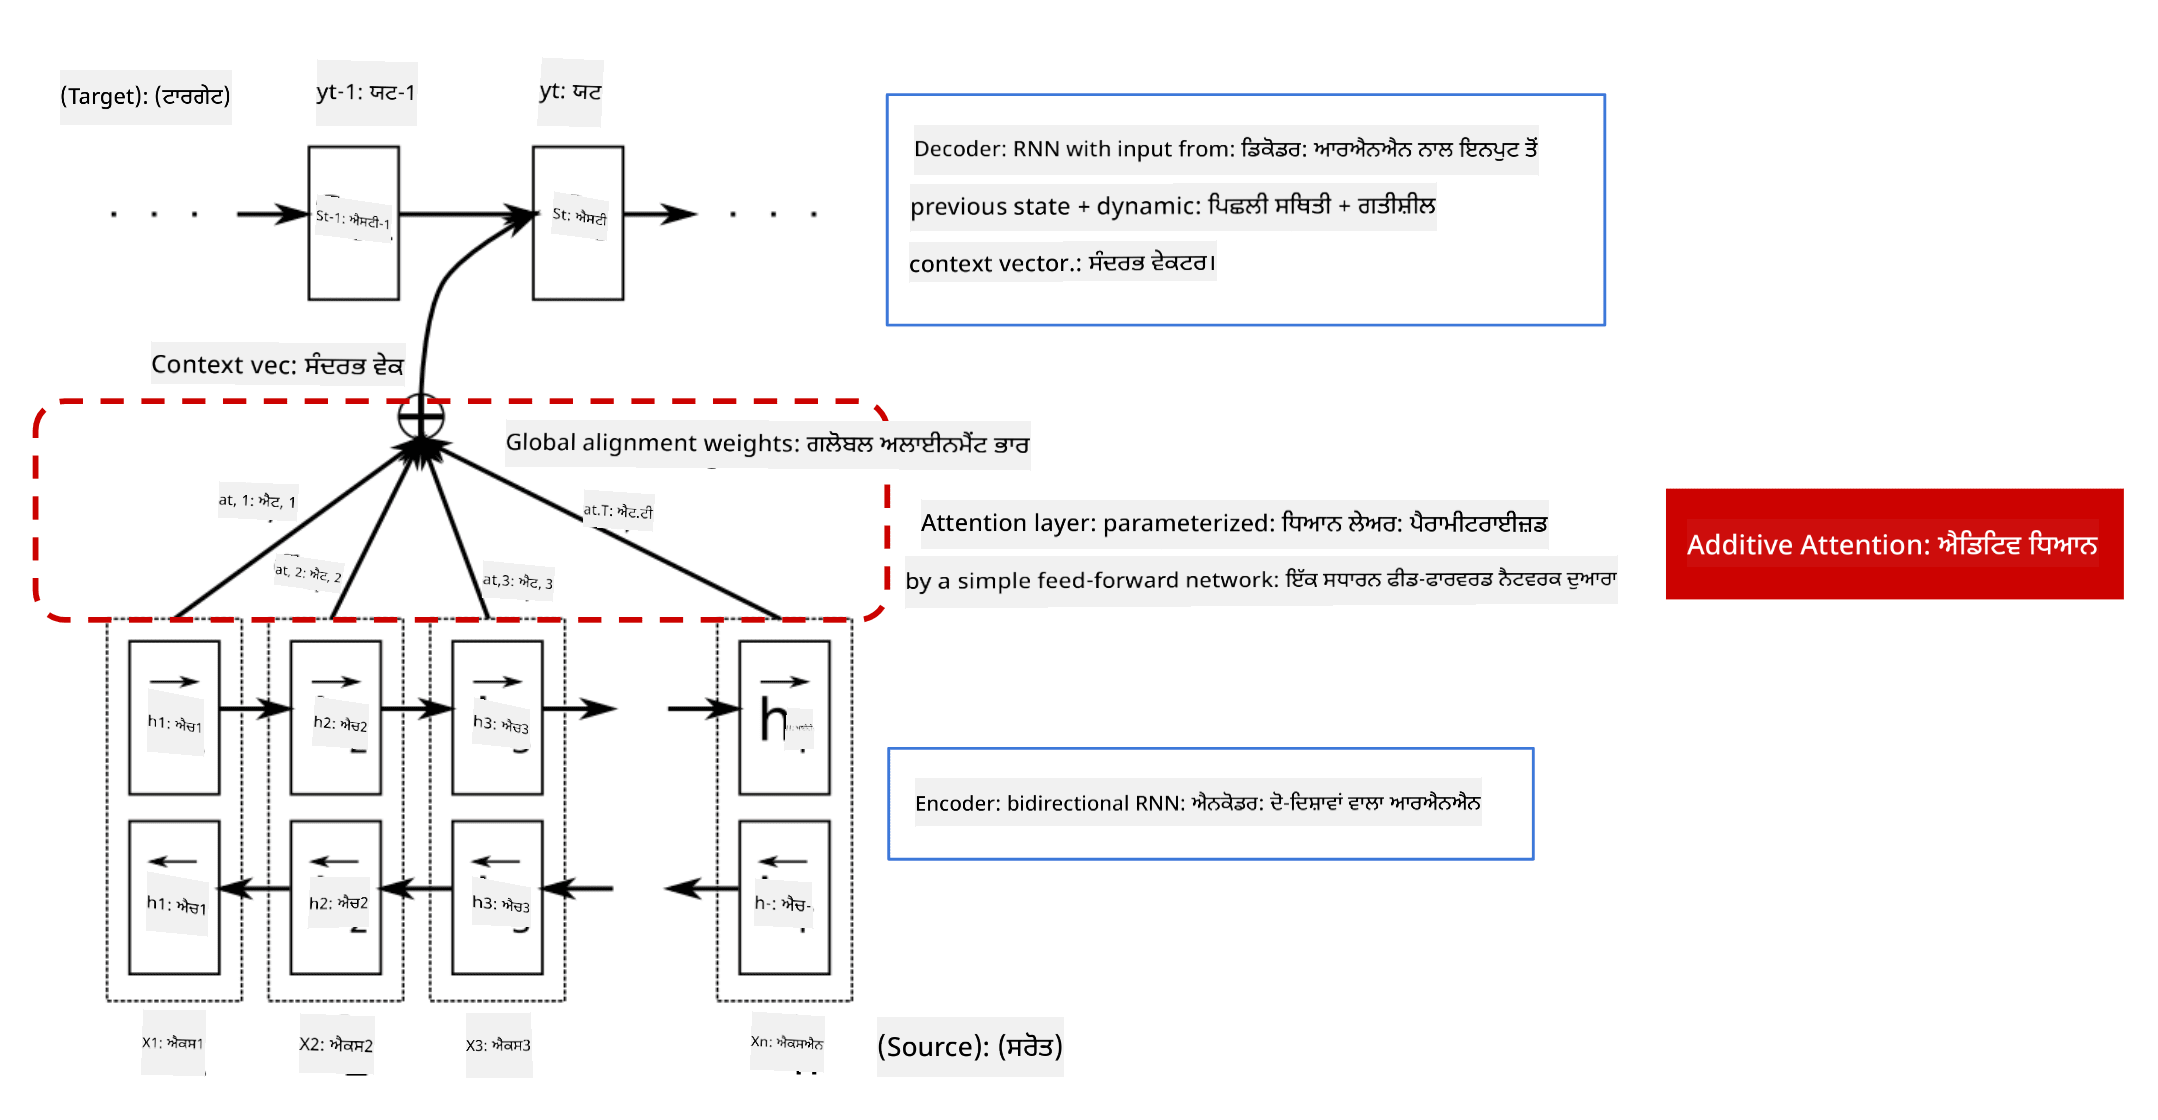 (Target): (ਟਾਰਗੇਟ)
yt-1: ਯਟ-1
yt: ਯਟ
St-1: ਐਸਟੀ-1
St: ਐਸਟੀ
Decoder: RNN with input from: ਡਿਕੋਡਰ: ਆਰਐਨਐਨ ਨਾਲ ਇਨਪੁਟ ਤੋਂ
previous state + dynamic: ਪਿਛਲੀ ਸਥਿਤੀ + ਗਤੀਸ਼ੀਲ
context vector.: ਸੰਦਰਭ ਵੇਕਟਰ।
Context vec: ਸੰਦਰਭ ਵੇਕ
Global alignment weights: ਗਲੋਬਲ ਅਲਾਈਨਮੈਂਟ ਭਾਰ
at, 1: ਐਟ, 1
at.T: ਐਟ.ਟੀ
at, 2: ਐਟ, 2
at,3: ਐਟ, 3
Attention layer: parameterized: ਧਿਆਨ ਲੇਅਰ: ਪੈਰਾਮੀਟਰਾਈਜ਼ਡ
by a simple feed-forward network: ਇੱਕ ਸਧਾਰਨ ਫੀਡ-ਫਾਰਵਰਡ ਨੈਟਵਰਕ ਦੁਆਰਾ
Additive Attention: ਐਡਿਟਿਵ ਧਿਆਨ
h1: ਐਚ1
h2: ਐਚ2
h3: ਐਚ3
h
Encoder: bidirectional RNN: ਐਨਕੋਡਰ: ਦੋ-ਦਿਸ਼ਾਵਾਂ ਵਾਲਾ ਆਰਐਨਐਨ
h1: ਐਚ1
h2: ਐਚ2
h3: ਐਚ3
h-: ਐਚ-
X1: ਐਕਸ1
X2: ਐਕਸ2
X3: ਐਕਸ3
Xn: ਐਕਸਐਨ
(Source): (ਸਰੋਤ)